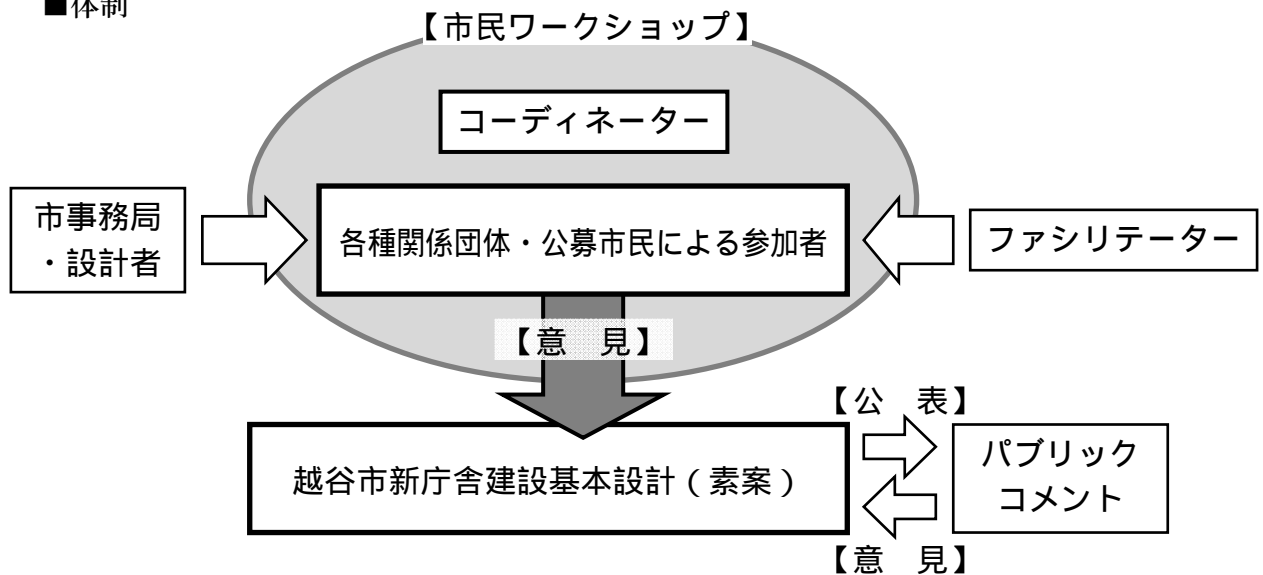 ■体制
【市民ワークショップ】
コーディネーター
市事務局
・設計者
各種関係団体・公募市民による参加者
ファシリテーター
【意　見】
越谷市新庁舎建設基本設計（素案）
【公　表】
パブリック
コメント
【意　見】